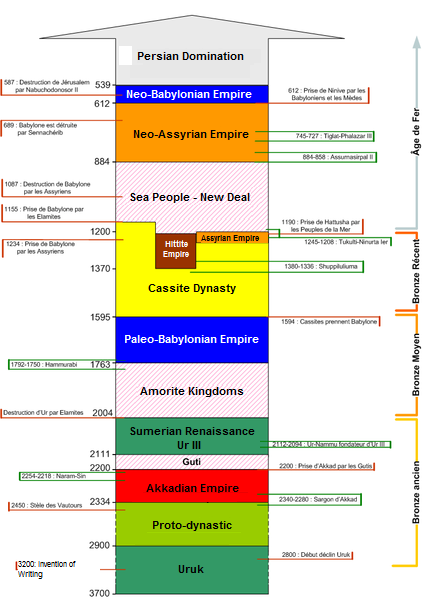 Persian Domination
587 : Destruction de Jérusalem
par Nabuchodonosor II
539
Neo-Babylonian Empire
612 : Prise de Ninive par les
Babyloniens et les Mèdes
612
689 : Babylone est détruite
par Sennachérib
Neo-Assyrian Empire
745-727 : Tiglat-Phalazar III
884-858 : Assurnasirpal II
884
Âge de Fer
1087 : Destruction de Babylone
par les Assyriens
Sea People - New Deal
1155 : Prise de Babylone par
les Elamites
1190 : Prise de Hattusha par
les Peuples de la Mer
1200
1234 : Prise de Babylone
par les Assyriens
Hittite
Empire
Assyrian Empire
1245-1208 : Tukulti-Ninurta Ier
1370
1380-1336 : Shuppiluliuma
Cassite Dynasty
Bronze Récent
1595
1594 : Cassites prennent Babylone
Paleo-Babylonian Empire
1763
1792-1750 : Hammurabi
Amorite Kingdoms
Bronze Moyen
2004
Destruction d'Ur par Elamites
Sumerian Renaissance
Ur III
2112-2094 : Ur-Nammu fondateur d'Ur III
2111
Guti
2200
2200 : Prise d'Akkad par les Gutis
2254-2218 : Naram-Sin
Akkadian Empire
2340-2280 : Sargon d'Akkad
2334
2450 : Stèle des Vautours
Proto-dynastic
Bronze ancien
2900
2800 : Début déclin Uruk
3200: Invention of
Writing
Uruk
3700